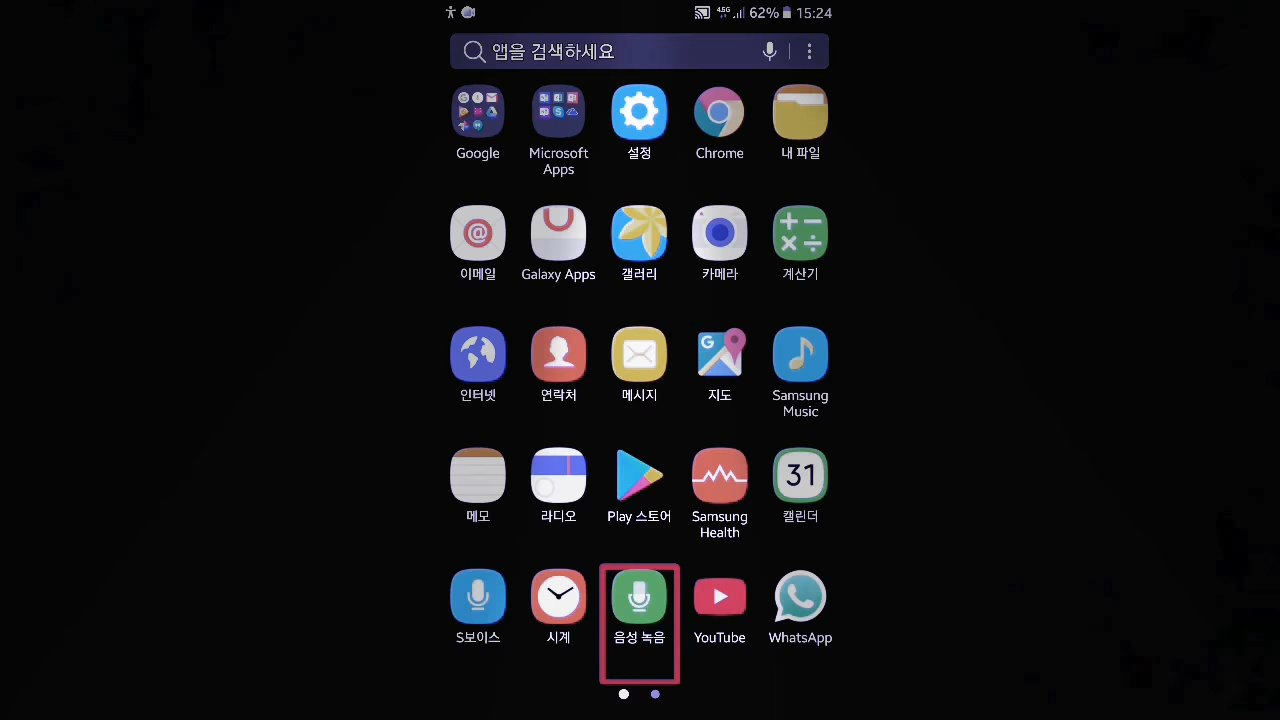 4.5G 62% 15:24
앱을 검색하세요
Google
Microsoft
Apps
설정
Chrome
내 파일
이메일
Galaxy Apps
갤러리
카메라
계산기
인터넷
연락처
메시지
G
지도
Samsung
Music
메모
라디오
Play 스토어
Samsung
Health
31
캘린더
S보이스
시계
음성 녹음
YouTube
WhatsApp